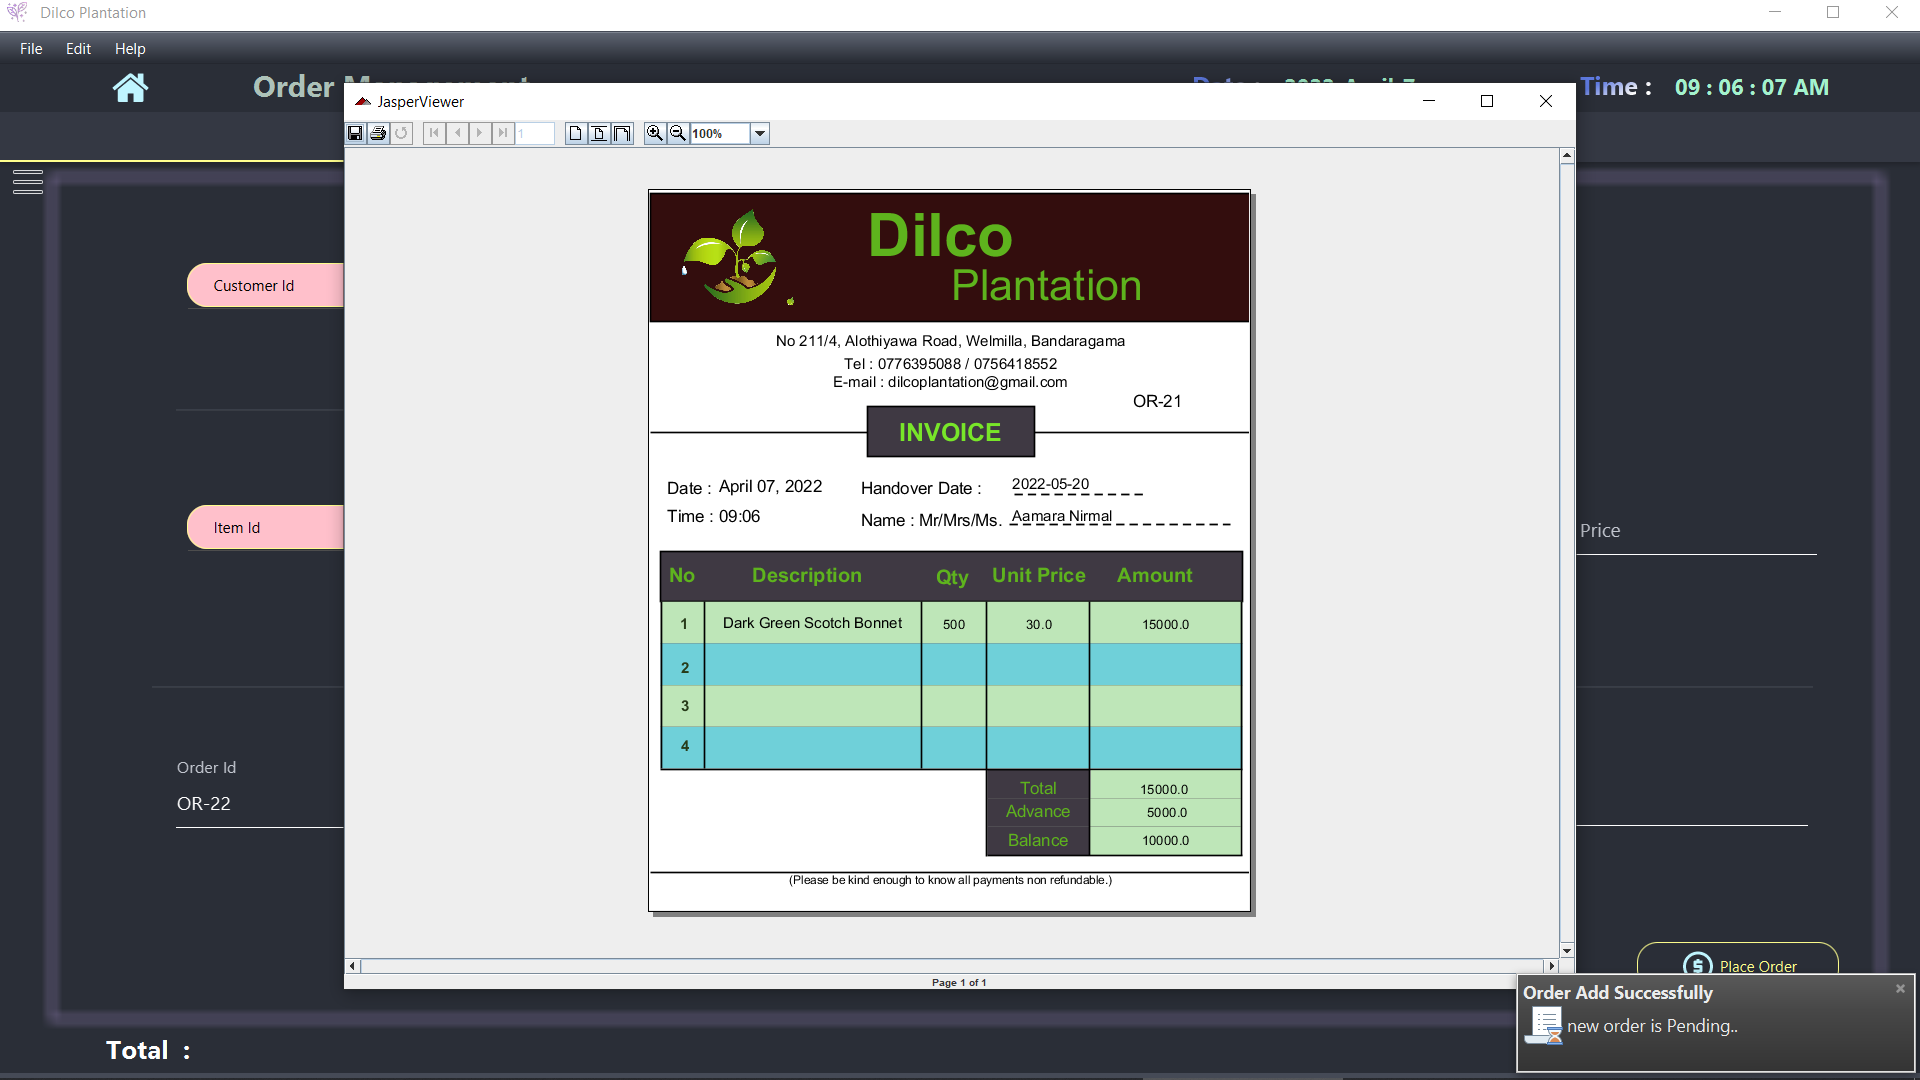 Dilco Plantation
File Edit Help
Order
Time : 09 : 06 : 07 AM
JasperViewer
1
100%
Dilco
Plantation
No 211/4, Alothiyawa Road, Welmilla, Bandaragama
Tel : 0776395088 / 0756418552
E-mail : dilcoplantation@gmail.com
OR-21
INVOICE
Date : April 07, 2022
Handover Date : 2022-05-20
Time : 09:06
Name : Mr/Mrs/Ms. Aamara Nirmal
No Description Qty Unit Price Amount
1 Dark Green Scotch Bonnet 500 30.0 15000.0
2
3
4
Total 15000.0
Advance 5000.0
Balance 10000.0
(Please be kind enough to know all payments non refundable.)
Page 1 of 1
Customer Id
Item Id
Price
Order Id
OR-22
$ Place Order
Order Add Successfully
new order is Pending..
Total :